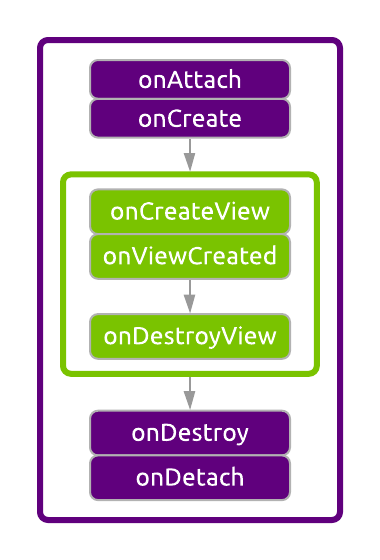 onAttach
onCreate
onCreateView
onViewCreated
onDestroyView
onDestroy
onDetach